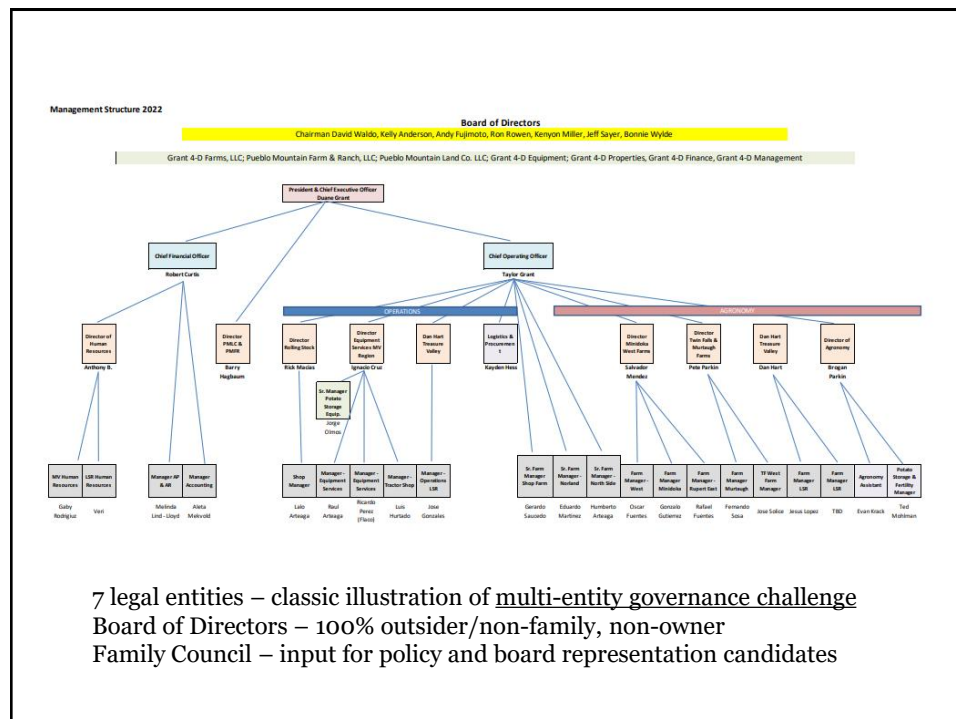 Management Structure 2022
Board of Directors
Chairman David Waldo, Kelly Anderson, Andy Fujimoto, Ron Rowen, Kenyon Miller, Jeff Sayer, Bonnie Wylde
Grant 4-D Farms, LLC; Pueblo Mountain Farm & Ranch, LLC; Pueblo Mountain Land Co. LLC; Grant 4-D Equipment; Grant 4-D Properties, Grant 4-D Finance, Grant 4-D Management
President & Chief Executive Officer
Duane Grant
Chief Financial Officer
Robert Curtis
Chief Operating Officer
Taylor Grant
OPERATIONS
AGRONOMY
Director of
Human
Resources
Anthony B.
Director
PMLC &
PMFR
Barry
Hagbaum
Director
Rolling Stock
Rick Macias
Director
Equipment
Services MV
Region
Ignacio Cruz
Dan Hart
Treasure
Valley
Logistics &
Procuremen
t
Kayden Hess
Director
Minidoka
West Farms
Salvador
Mendez
Director
Twin Falls &
Murtaugh
Farms
Pete Parkin
Dan Hart
Treasure
Valley
Dan Hart
Director of
Agronomy
Brogan
Parkin
Sr. Manager
Potato
Storage
Equip.
Jorge
Olmos
MV Human
Resources
Gaby
Rodrigiuz
LSR Human
Resources
Veri
Manager AP
& AR
Melinda
Lind-Lloyd
Manager
Accounting
Aleta
Shop
Manager
Lalo
Arteaga
Manager -
Equipment
Services
Raul
Arteaga
Manager -
Equipment
Services
Ricardo
Perez
(Flaco)
Manager -
Tractor Shop
Luis
Hurtado
Manager -
Operations
LSR
Jose
Gonzales
Sr. Farm
Manager
Shop Farm
Gerardo
Saucedo
Sr. Farm
Manager -
Norland
Eduardo
Martinez
Sr. Farm
Manager -
North Side
Humberto
Arteaga
Farm
Manager -
West
Oscar
Fuentes
Farm
Manager
Minidoka
Gonzalo
Gutierrez
Farm
Manager -
Rupert East
Rafael
Fuentes
Farm
Manager
Murtaugh
Fernando
Sosa
TF West
Farm
Manager
Jose Solice
Farm
Manager
LSR
Jesus Lopez
Farm
Manager
LSR
TBD
Agronomy
Assistant
Evan Krack
Potato
Storage &
Fertility
Manager
Ted
Mohlman
7 legal entities – classic illustration of multi-entity governance challenge
Board of Directors – 100% outsider/non-family, non-owner
Family Council – input for policy and board representation candidates